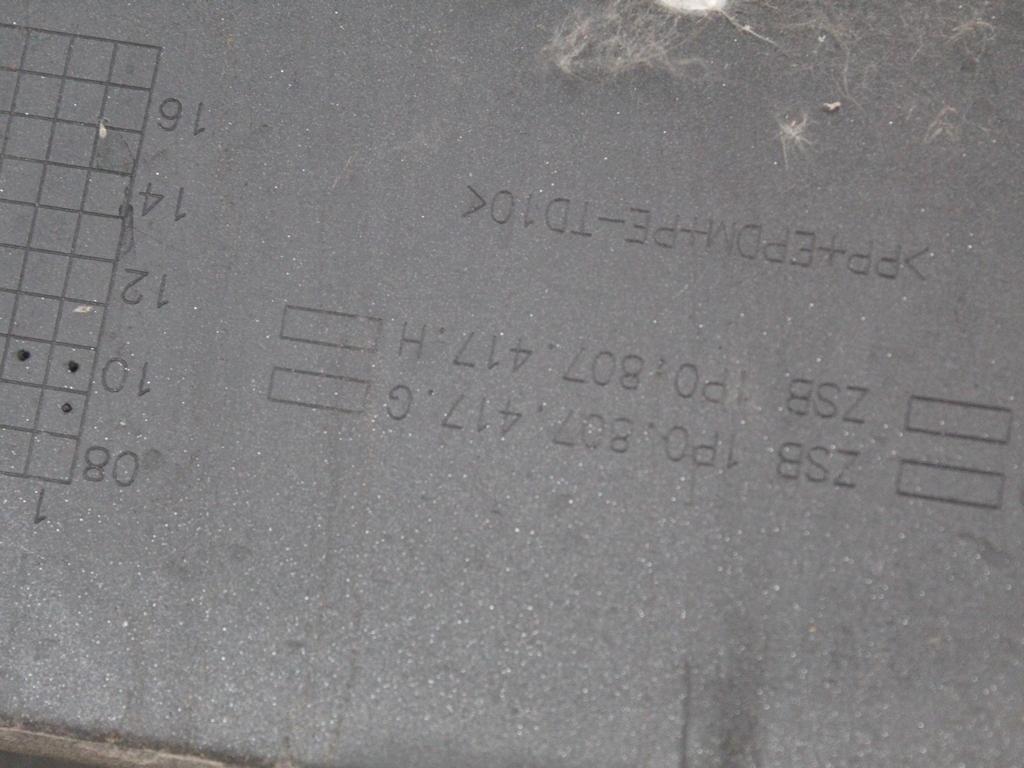 1
08
10
12
14
16
ZSB 1P0.807.417.G
ZSB 1P0.807.417.H
>PP+EPDM+PE-TD10<